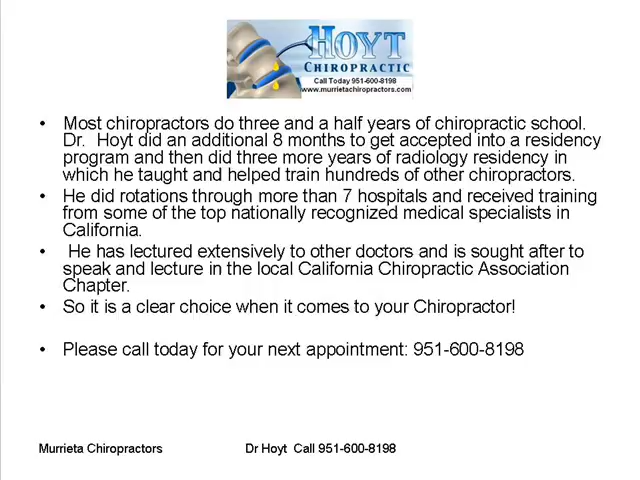 HOYT
CHIROPRACTIC
Call Today 951-600-8198
www.murrietachiropractors.com
• Most chiropractors do three and a half years of chiropractic school.
Dr. Hoyt did an additional 8 months to get accepted into a residency
program and then did three more years of radiology residency in
which he taught and helped train hundreds of other chiropractors.
• He did rotations through more than 7 hospitals and received training
from some of the top nationally recognized medical specialists in
California.
• He has lectured extensively to other doctors and is sought after to
speak and lecture in the local California Chiropractic Association
Chapter.
• So it is a clear choice when it comes to your Chiropractor!
• Please call today for your next appointment: 951-600-8198
Murrieta Chiropractors Dr Hoyt Call 951-600-8198